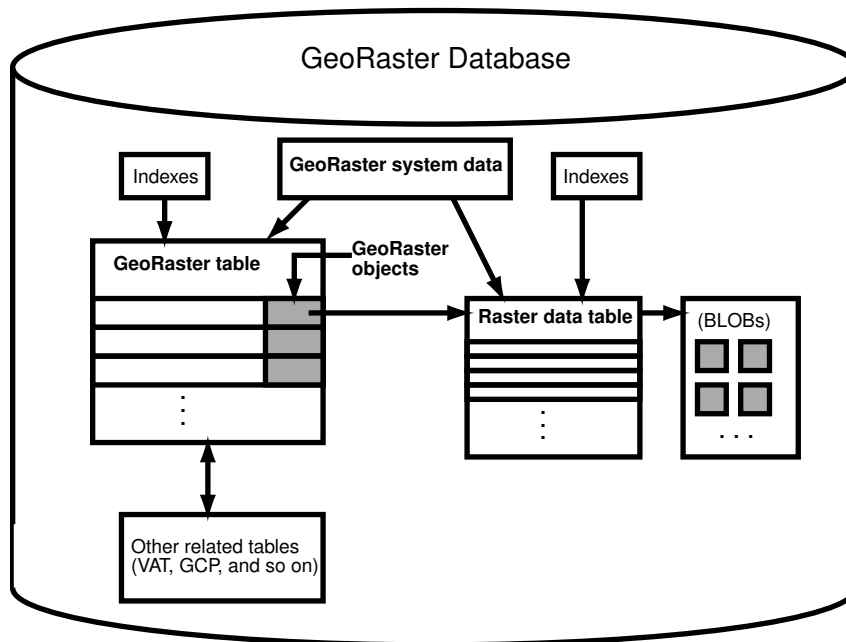 GeoRaster Database
Indexes
GeoRaster system data
Indexes
GeoRaster table
GeoRaster
objects
Raster data table
(BLOBs)
. . .
Other related tables
(VAT, GCP, and so on)